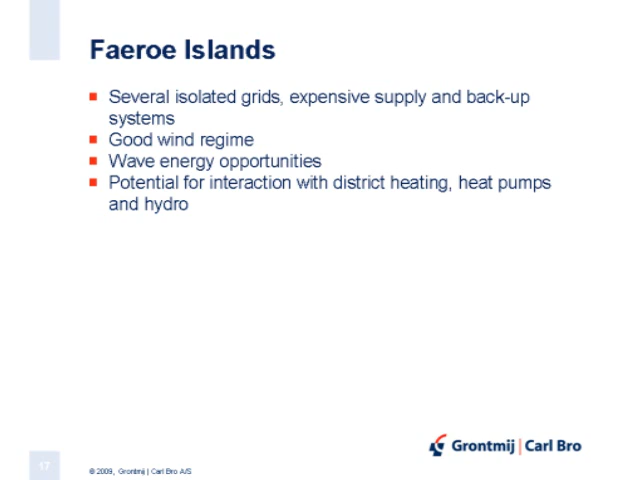 Faeroe Islands
Several isolated grids, expensive supply and back-up
systems
Good wind regime
Wave energy opportunities
Potential for interaction with district heating, heat pumps
and hydro
Grontmij | Carl Bro
17
© 2009, Grontmij | Carl Bro A/S